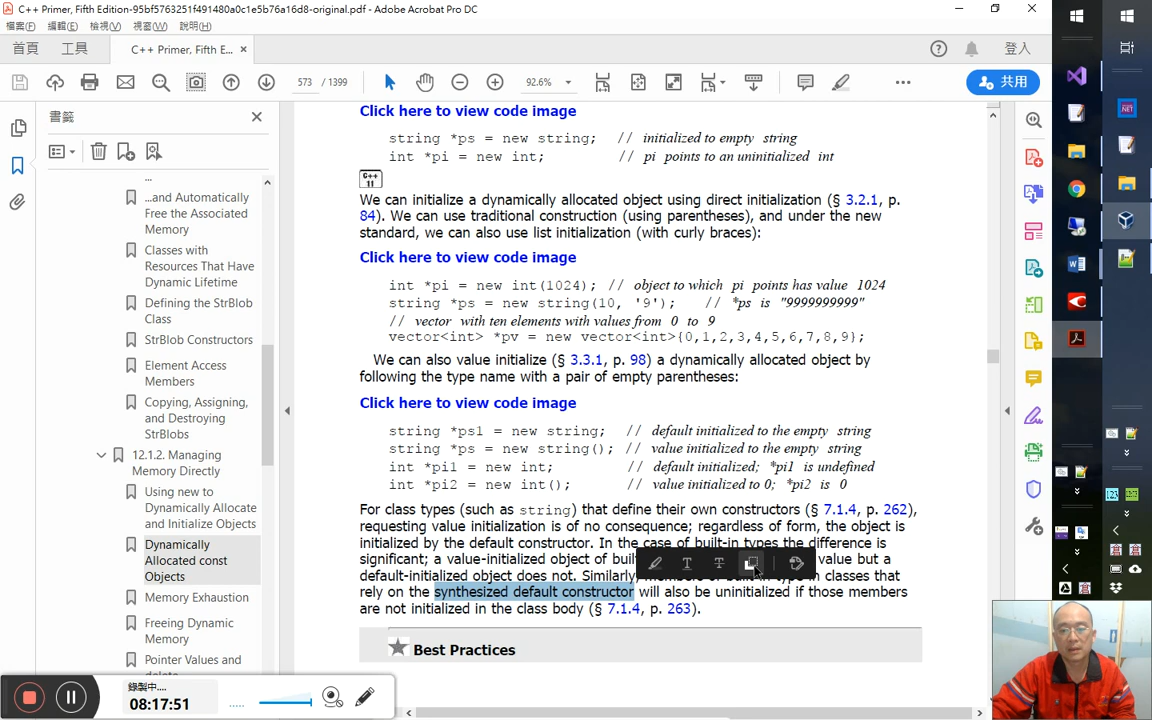 C++ Primer, Fifth Edition-95bf5763251f491480a0c1e5b76a16d8-original.pdf - Adobe Acrobat Pro DC
檔案(F) 編輯(E) 檢視(V) 視窗(W) 說明(H)
首頁 工具 C++ Primer, Fifth E... × 登入
573 / 1399 92.6% 共用
書籤
...
...and Automatically
Free the Associated
Memory
Classes with
Resources That Have
Dynamic Lifetime
Defining the StrBlob
Class
StrBlob Constructors
Element Access
Members
Copying, Assigning,
and Destroying
StrBlobs
12.1.2. Managing
Memory Directly
Using new to
Dynamically Allocate
and Initialize Objects
Dynamically
Allocated const
Objects
Memory Exhaustion
Freeing Dynamic
Memory
Pointer Values and
Click here to view code image
string *ps = new string; // initialized to empty string
int *pi = new int; // pi points to an uninitialized int
C++
11
We can initialize a dynamically allocated object using direct initialization (§ 3.2.1, p.
84). We can use traditional construction (using parentheses), and under the new
standard, we can also use list initialization (with curly braces):
Click here to view code image
int *pi = new int(1024); // object to which pi points has value 1024
string *ps = new string(10, '9'); // *ps is "9999999999"
// vector with ten elements with values from 0 to 9
vector<int> *pv = new vector<int>{0,1,2,3,4,5,6,7,8,9};
We can also value initialize (§ 3.3.1, p. 98) a dynamically allocated object by
following the type name with a pair of empty parentheses:
Click here to view code image
string *ps1 = new string; // default initialized to the empty string
string *ps = new string(); // value initialized to the empty string
int *pi1 = new int; // default initialized; *pi1 is undefined
int *pi2 = new int(); // value initialized to 0; *pi2 is 0
For class types (such as string) that define their own constructors (§ 7.1.4, p. 262),
requesting value initialization is of no consequence; regardless of form, the object is
initialized by the default constructor. In the case of built-in types the difference is
significant; a value-initialized object of buil value but a
default-initialized object does not. Similarly, members of built-in type in classes that
rely on the synthesized default constructor will also be uninitialized if those members
are not initialized in the class body (§ 7.1.4, p. 263).
Best Practices
錄製中....
08:17:51